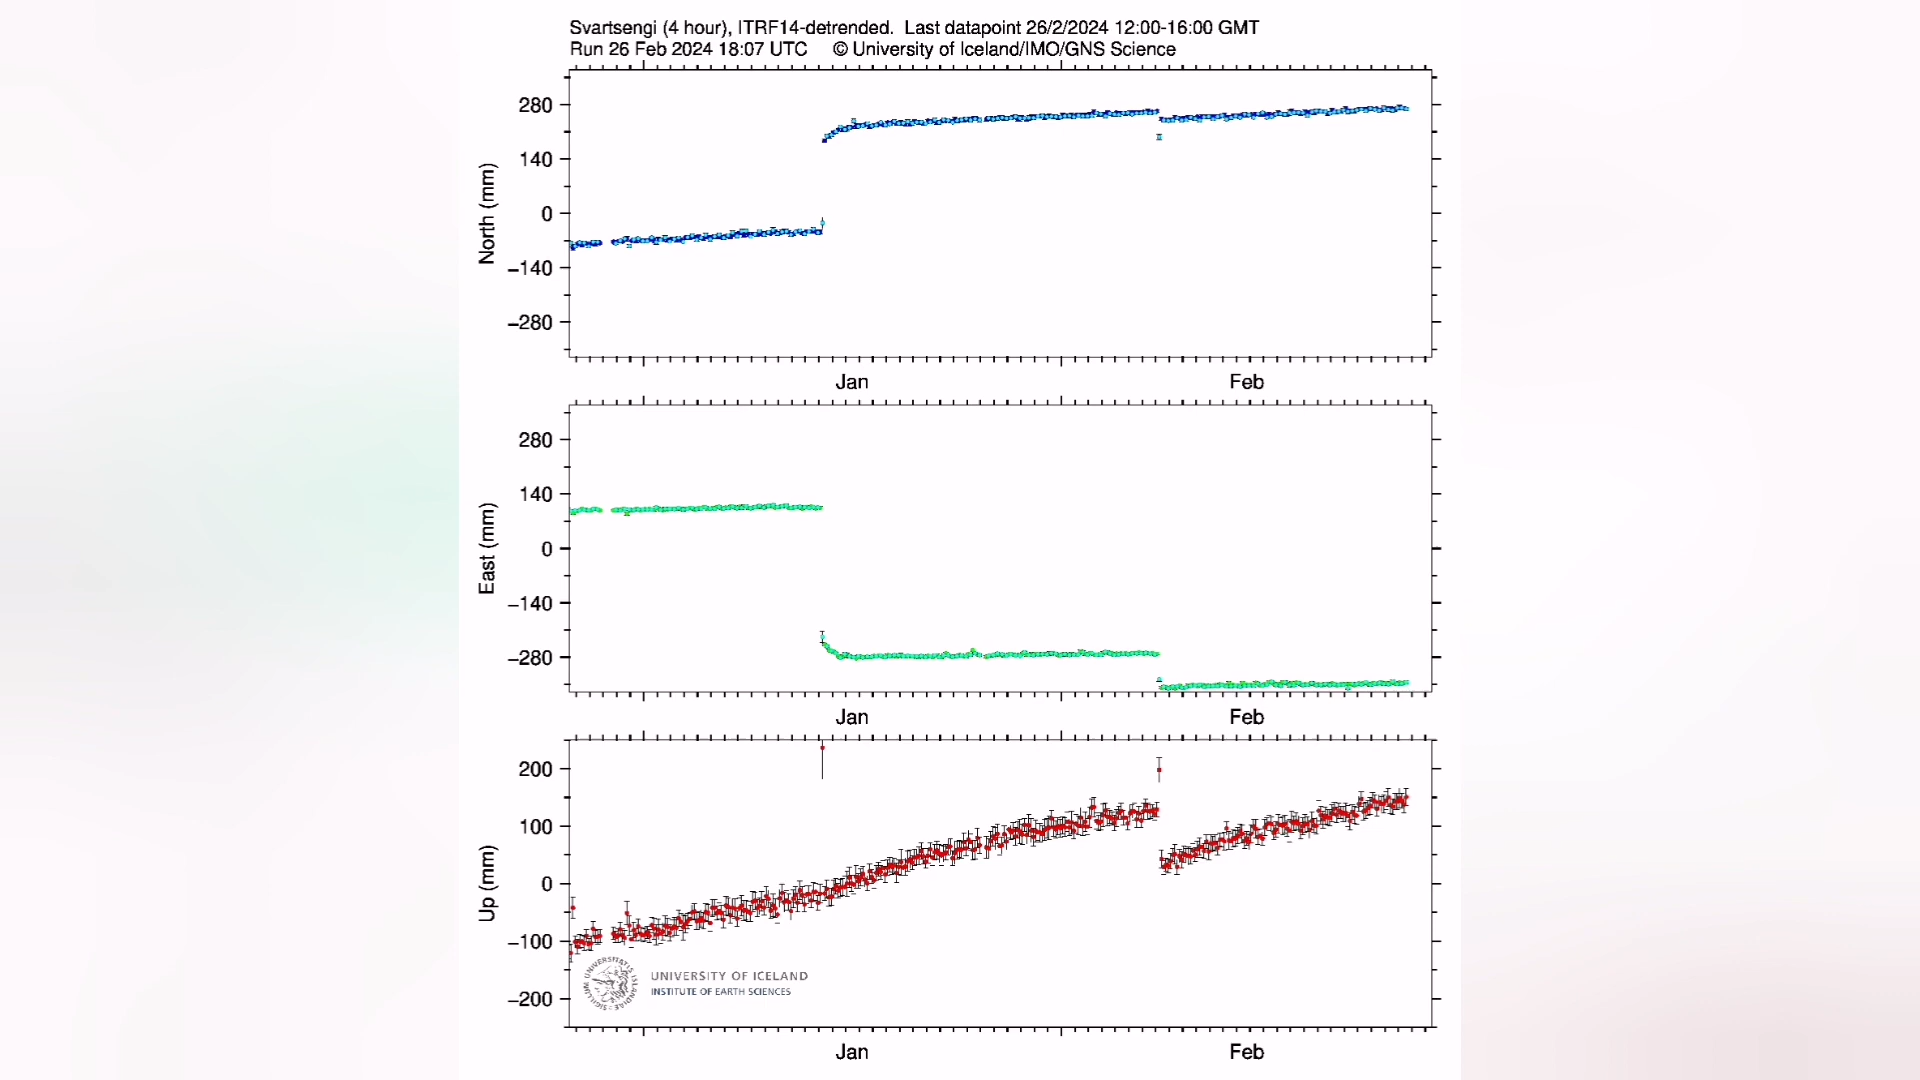 Svartsengi (4 hour), ITRF14-detrended. Last datapoint 26/2/2024 12:00-16:00 GMT
Run 26 Feb 2024 18:07 UTC © University of Iceland/IMO/GNS Science
North (mm)
280
140
0
−140
−280
Jan Feb
East (mm)
280
140
0
−140
−280
Jan Feb
Up (mm)
200
100
0
−100
−200
UNIVERSITY OF ICELAND
INSTITUTE OF EARTH SCIENCES
Jan Feb